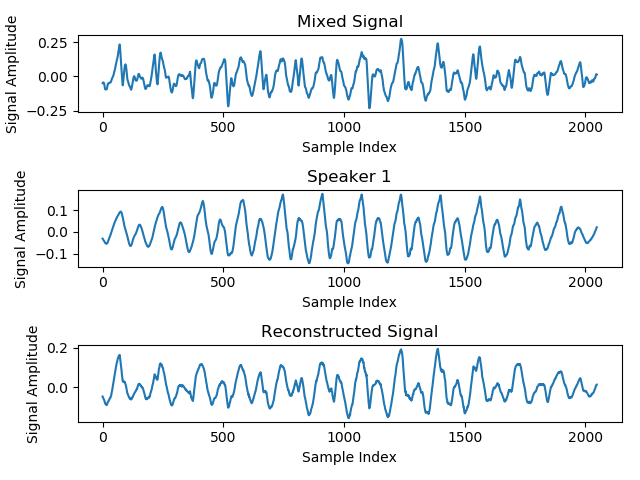 Mixed Signal
Signal Amplitude
0.25
0.00
−0.25
0
500
1000
1500
2000
Sample Index
Speaker 1
Signal Amplitude
0.1
0.0
−0.1
0
500
1000
1500
2000
Sample Index
Reconstructed Signal
Signal Amplitude
0.2
0.0
0
500
1000
1500
2000
Sample Index